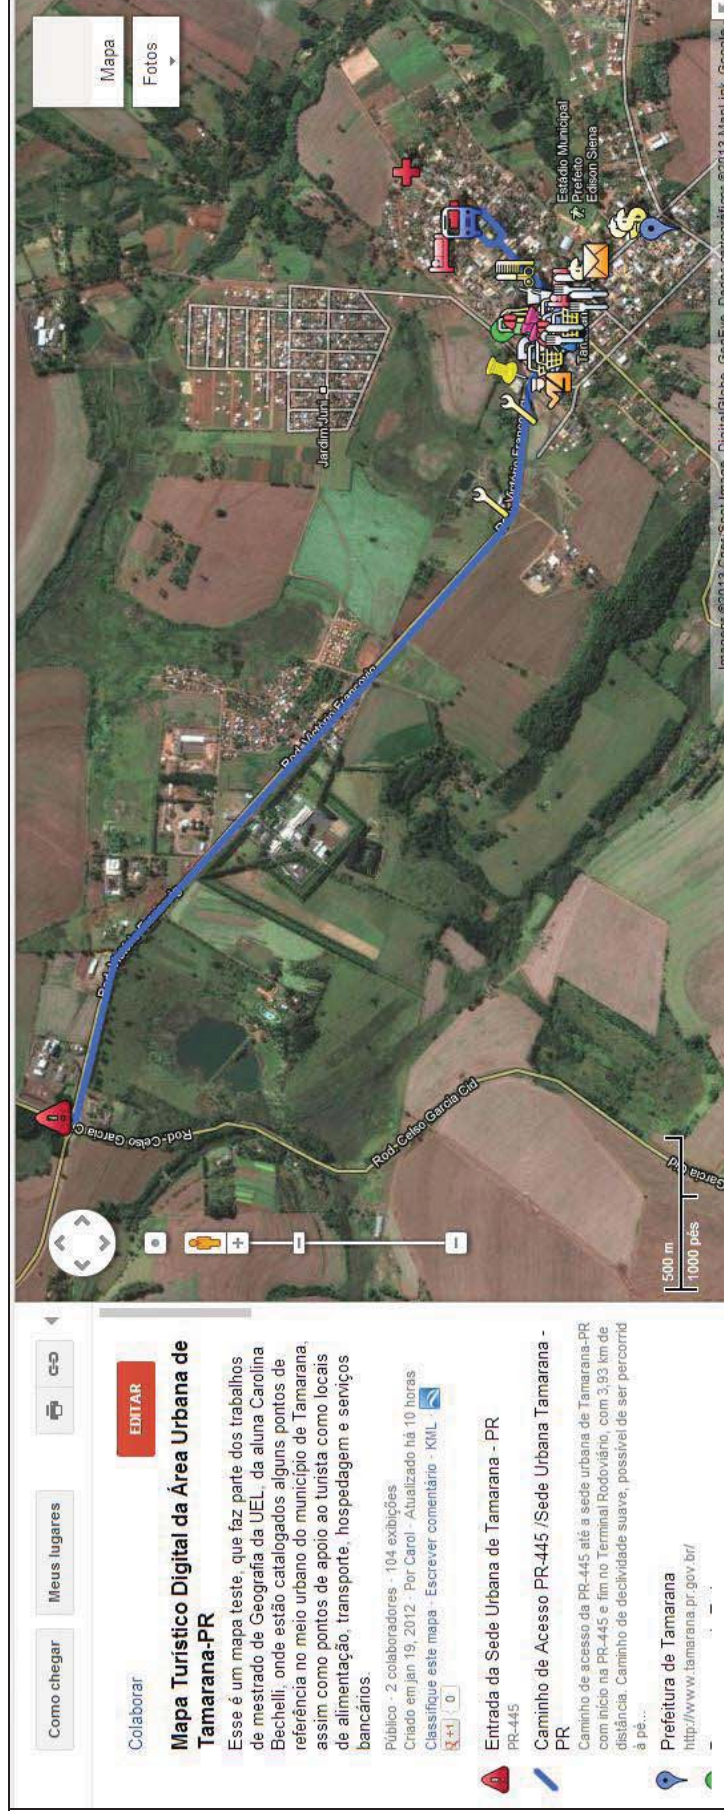 Como chegar
Meus lugares
Colaborar
EDITAR
Mapa Turístico Digital da Área Urbana de
Tamarana-PR
Esse é um mapa teste, que faz parte dos trabalhos
de mestrado de Geografia da UEL, da aluna Carolina
Bechelli, onde estão catalogados alguns pontos de
referência no meio urbano do município de Tamarana,
assim como pontos de apoio ao turista como locais
de alimentação, transporte, hospedagem e serviços
bancários.
Público · 2 colaboradores · 104 exibições
Criado em jan 19, 2012 · Por Carol · Atualizado há 10 horas
Classifique este mapa · Escrever comentário · KML ·
+1 0
Entrada da Sede Urbana de Tamarana - PR
PR-445
Caminho de Acesso PR-445 /Sede Urbana Tamarana -
PR
Caminho de acesso da PR-445 até a sede urbana de Tamarana-PR
com início na PR-445 e fim no Terminal Rodoviário, com 3,93 km de
distância. Caminho de declividade suave, possível de ser percorrid
à pé...
Prefeitura de Tamarana
http://www.tamarana.pr.gov.br/
Mapa
Fotos
Rod-Celso Garcia C
Rod-Celso Garcia Cid
Garcia Cid
Rod-Victório Francovig
Jardim Juni
Estádio Municipal
Prefeito
Edison Siena
500 m
1000 pés